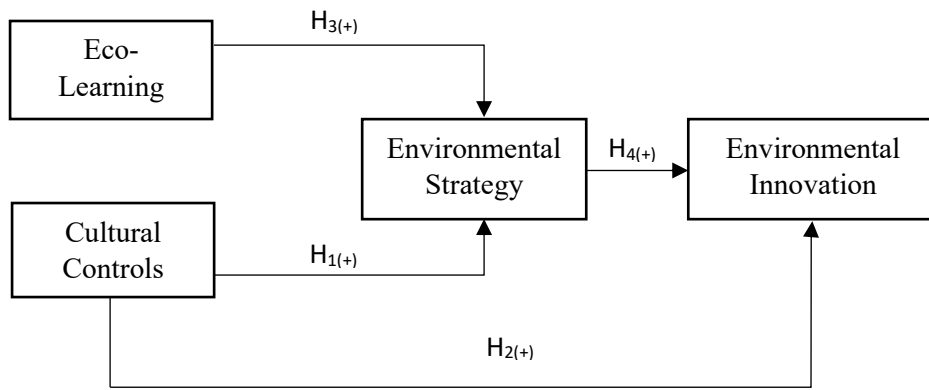 H3(+)
Eco-
Learning
Environmental
Strategy
H4(+)
Environmental
Innovation
Cultural
Controls
H1(+)
H2(+)